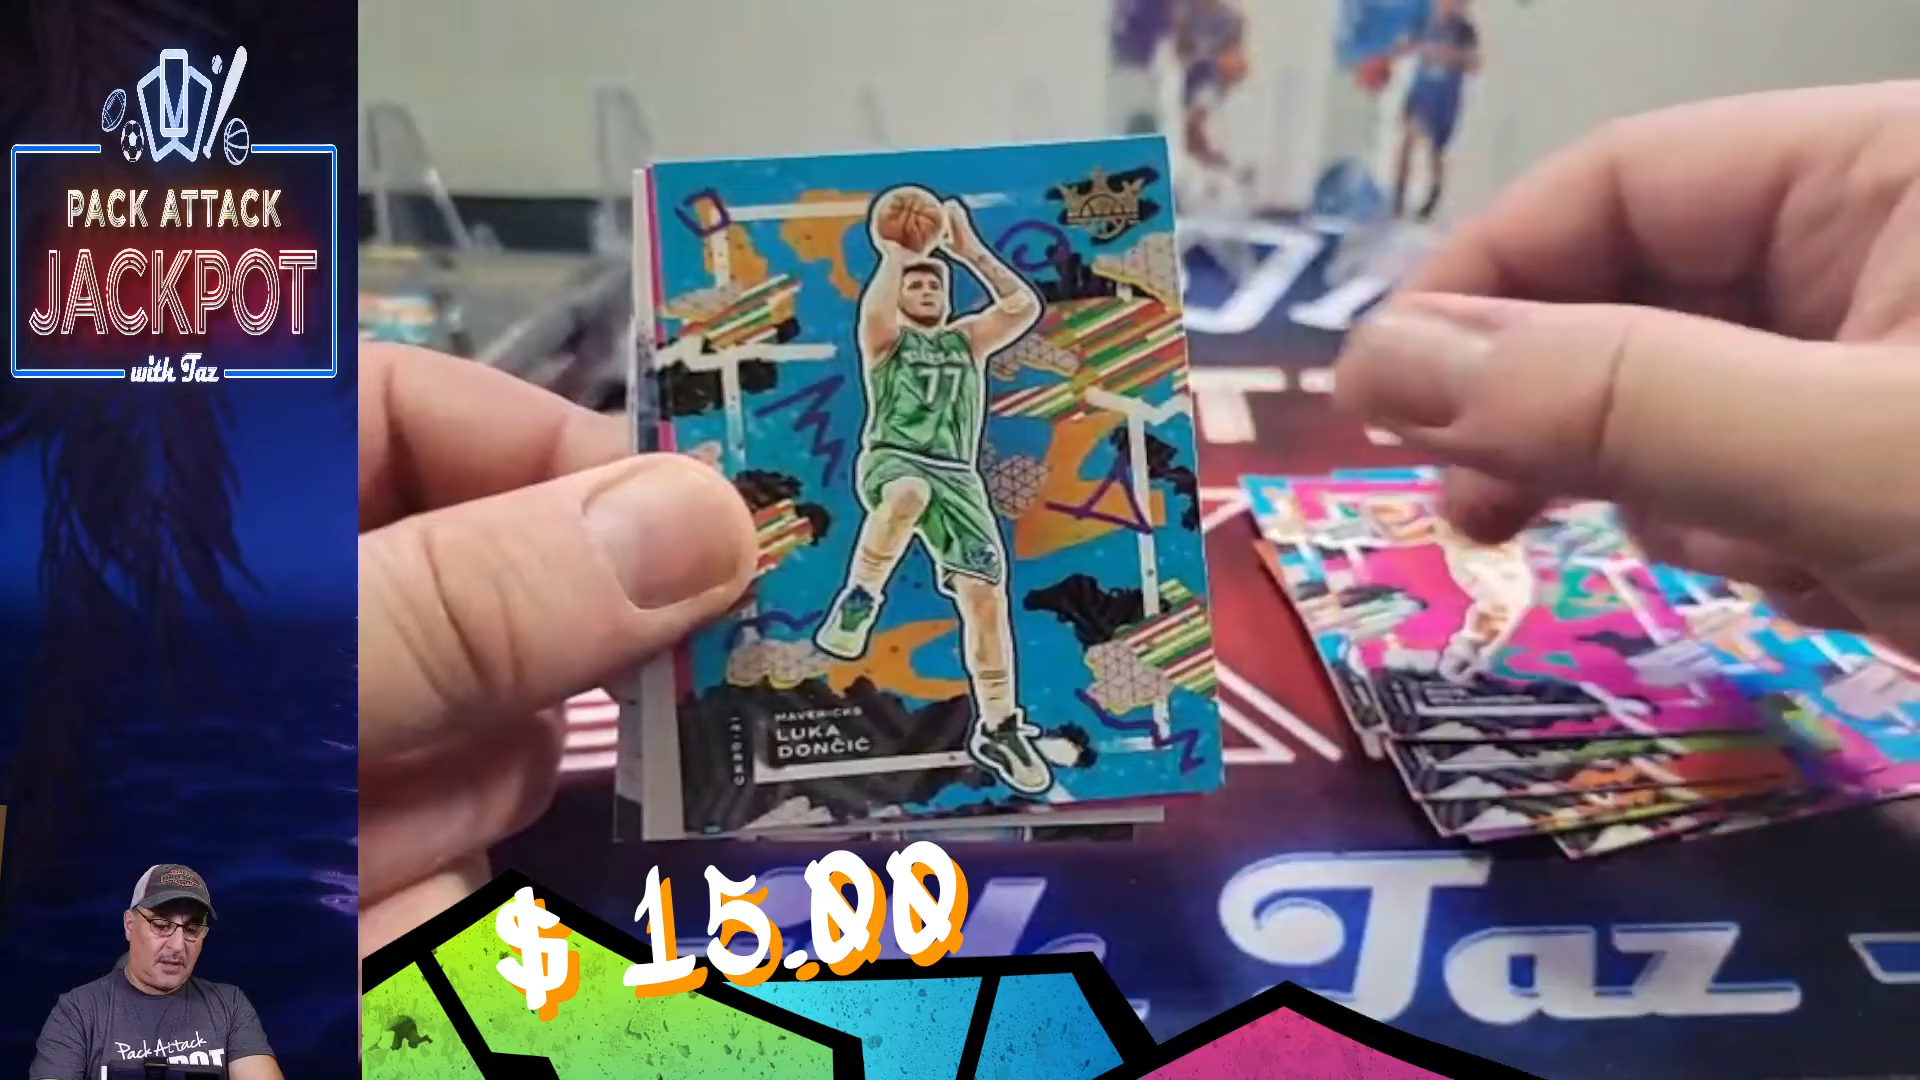 PACK ATTACK
JACKPOT
with Taz
DALLAS
77
MAVERICKS
LUKA
DONČIĆ
$ 15.00
Taz
Pack Attack